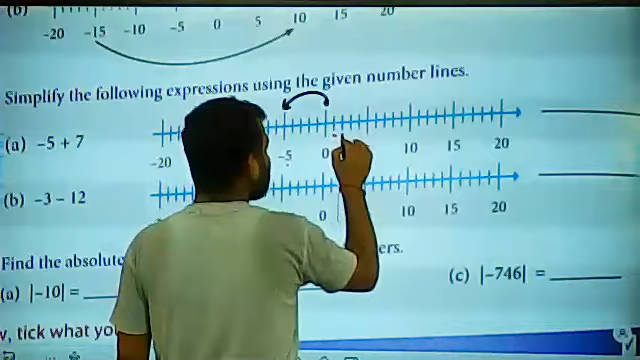 (b)
-20 -15 -10 -5 0 5 10 15 20
Simplify the following expressions using the given number lines.
(a) -5 + 7
-20 -5 0 10 15 20
(b) -3 - 12
0 10 15 20
Find the absolute ers.
(a) |-10| = ____ (c) |-746| = ____
w, tick what yo